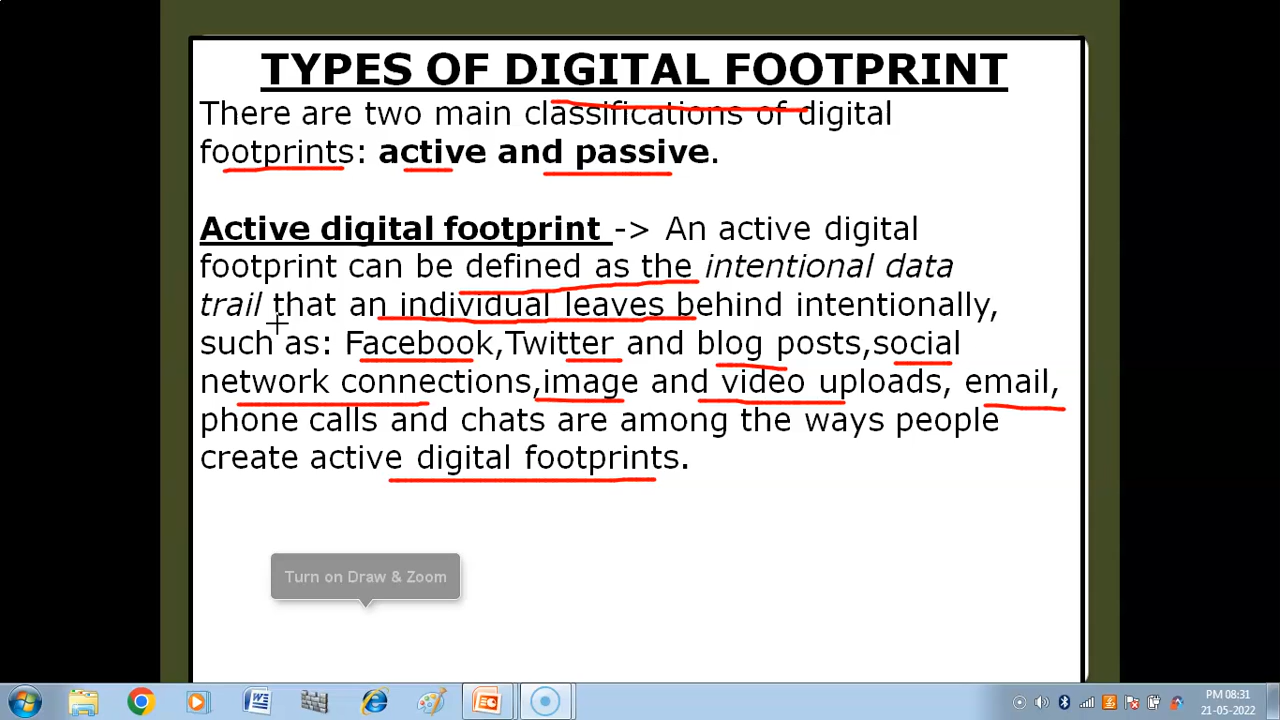 TYPES OF DIGITAL FOOTPRINT
There are two main classifications of digital
footprints: active and passive.
Active digital footprint -> An active digital
footprint can be defined as the intentional data
trail that an individual leaves behind intentionally,
such as: Facebook,Twitter and blog posts,social
network connections,image and video uploads, email,
phone calls and chats are among the ways people
create active digital footprints.
Turn on Draw & Zoom
PM 08:31
21-05-2022